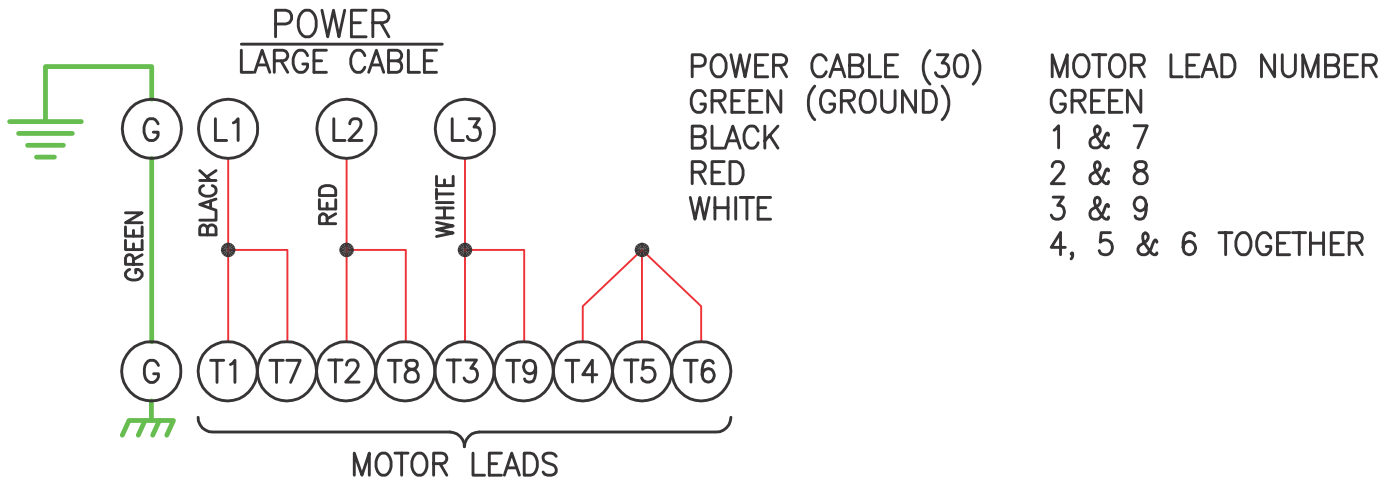 POWER
LARGE CABLE
POWER CABLE (30) MOTOR LEAD NUMBER
GREEN (GROUND) GREEN
BLACK 1 & 7
RED 2 & 8
WHITE 3 & 9
4, 5 & 6 TOGETHER
G L1 L2 L3
GREEN BLACK RED WHITE
G T1 T7 T2 T8 T3 T9 T4 T5 T6
MOTOR LEADS